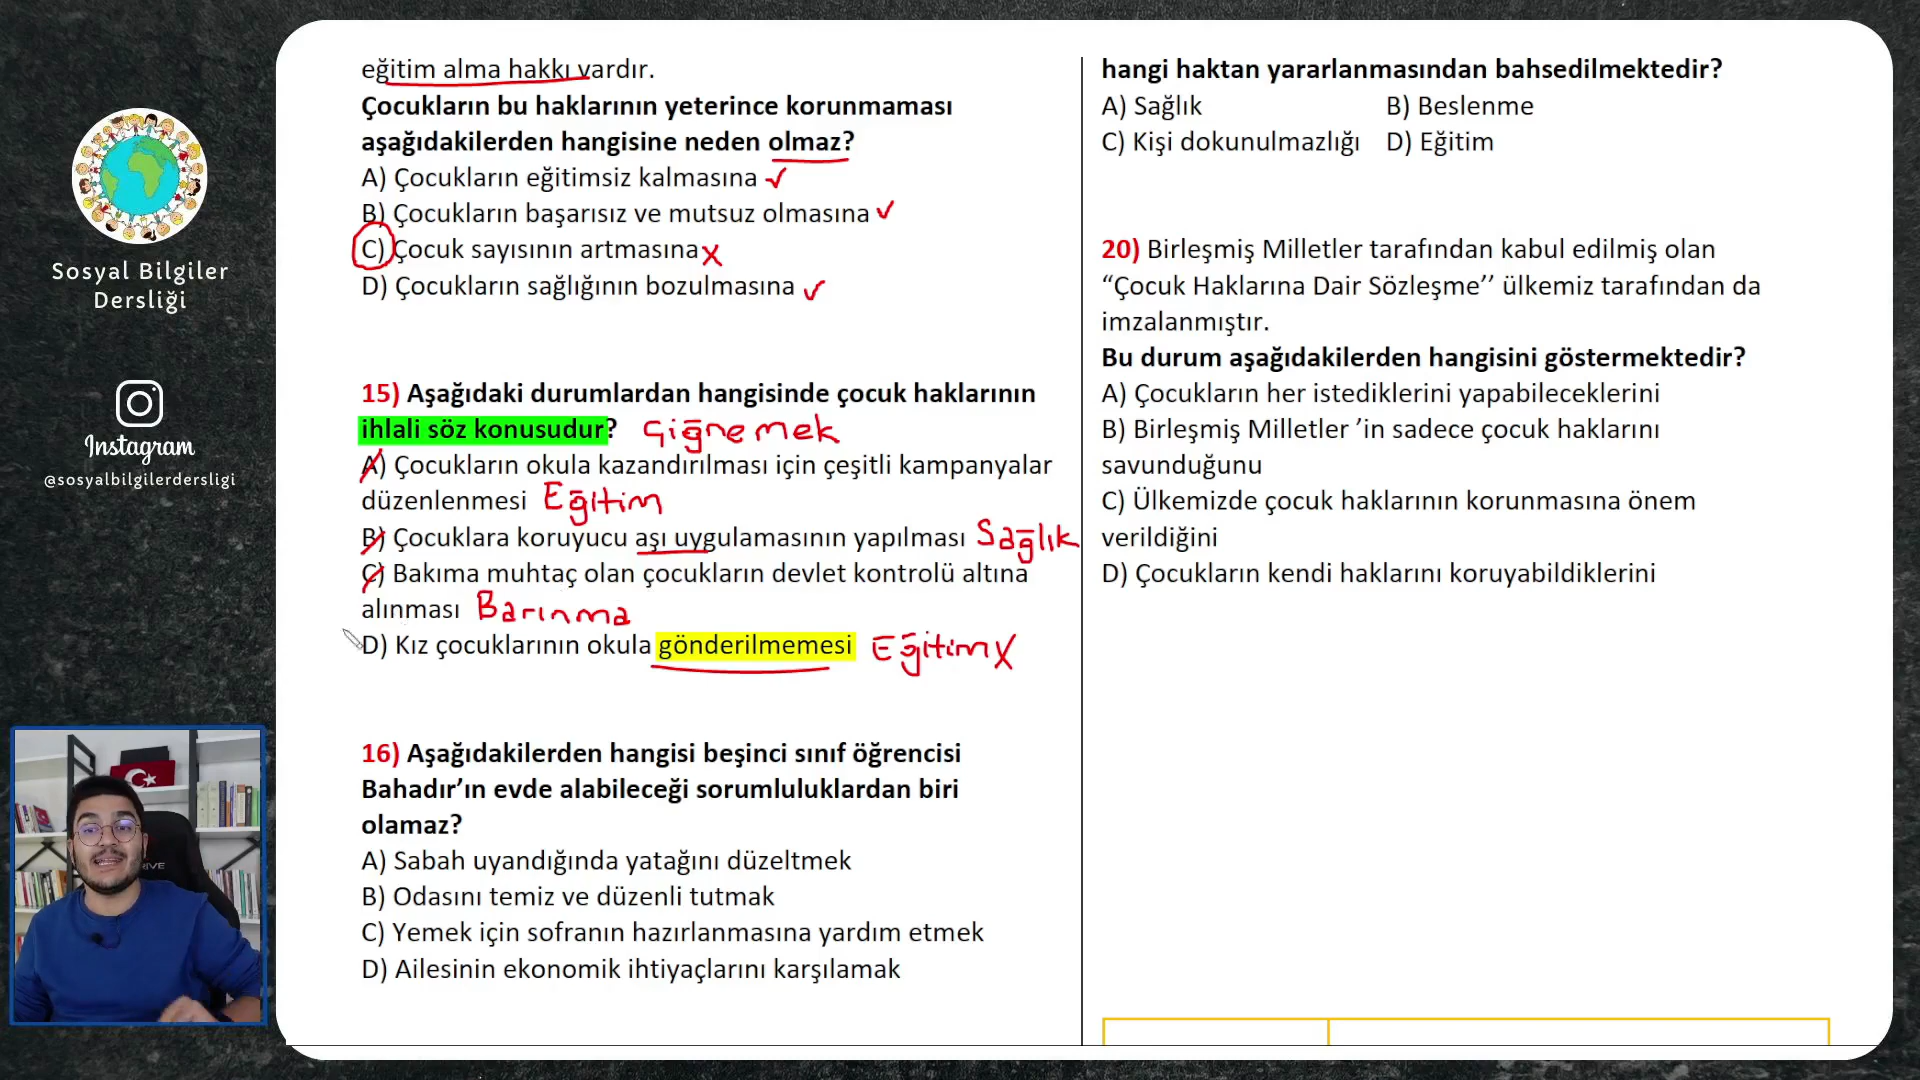 Sosyal Bilgiler
Dersliği
Instagram
@sosyalbilgilerdersligi
eğitim alma hakkı vardır.
Çocukların bu haklarının yeterince korunmaması
aşağıdakilerden hangisine neden olmaz?
A) Çocukların eğitimsiz kalmasına
B) Çocukların başarısız ve mutsuz olmasına
C) Çocuk sayısının artmasına
D) Çocukların sağlığının bozulmasına
15) Aşağıdaki durumlardan hangisinde çocuk haklarının
ihlali söz konusudur? Çiğnemek
A) Çocukların okula kazandırılması için çeşitli kampanyalar
düzenlenmesi Eğitim
B) Çocuklara koruyucu aşı uygulamasının yapılması Sağlık
C) Bakıma muhtaç olan çocukların devlet kontrolü altına
alınması Barınma
D) Kız çocuklarının okula gönderilmemesi Eğitim X
16) Aşağıdakilerden hangisi beşinci sınıf öğrencisi
Bahadır’ın evde alabileceği sorumluluklardan biri
olamaz?
A) Sabah uyandığında yatağını düzeltmek
B) Odasını temiz ve düzenli tutmak
C) Yemek için sofranın hazırlanmasına yardım etmek
D) Ailesinin ekonomik ihtiyaçlarını karşılamak
hangi haktan yararlanmasından bahsedilmektedir?
A) Sağlık B) Beslenme
C) Kişi dokunulmazlığı D) Eğitim
20) Birleşmiş Milletler tarafından kabul edilmiş olan
“Çocuk Haklarına Dair Sözleşme’’ ülkemiz tarafından da
imzalanmıştır.
Bu durum aşağıdakilerden hangisini göstermektedir?
A) Çocukların her istediklerini yapabileceklerini
B) Birleşmiş Milletler ’in sadece çocuk haklarını
savunduğunu
C) Ülkemizde çocuk haklarının korunmasına önem
verildiğini
D) Çocukların kendi haklarını koruyabildiklerini